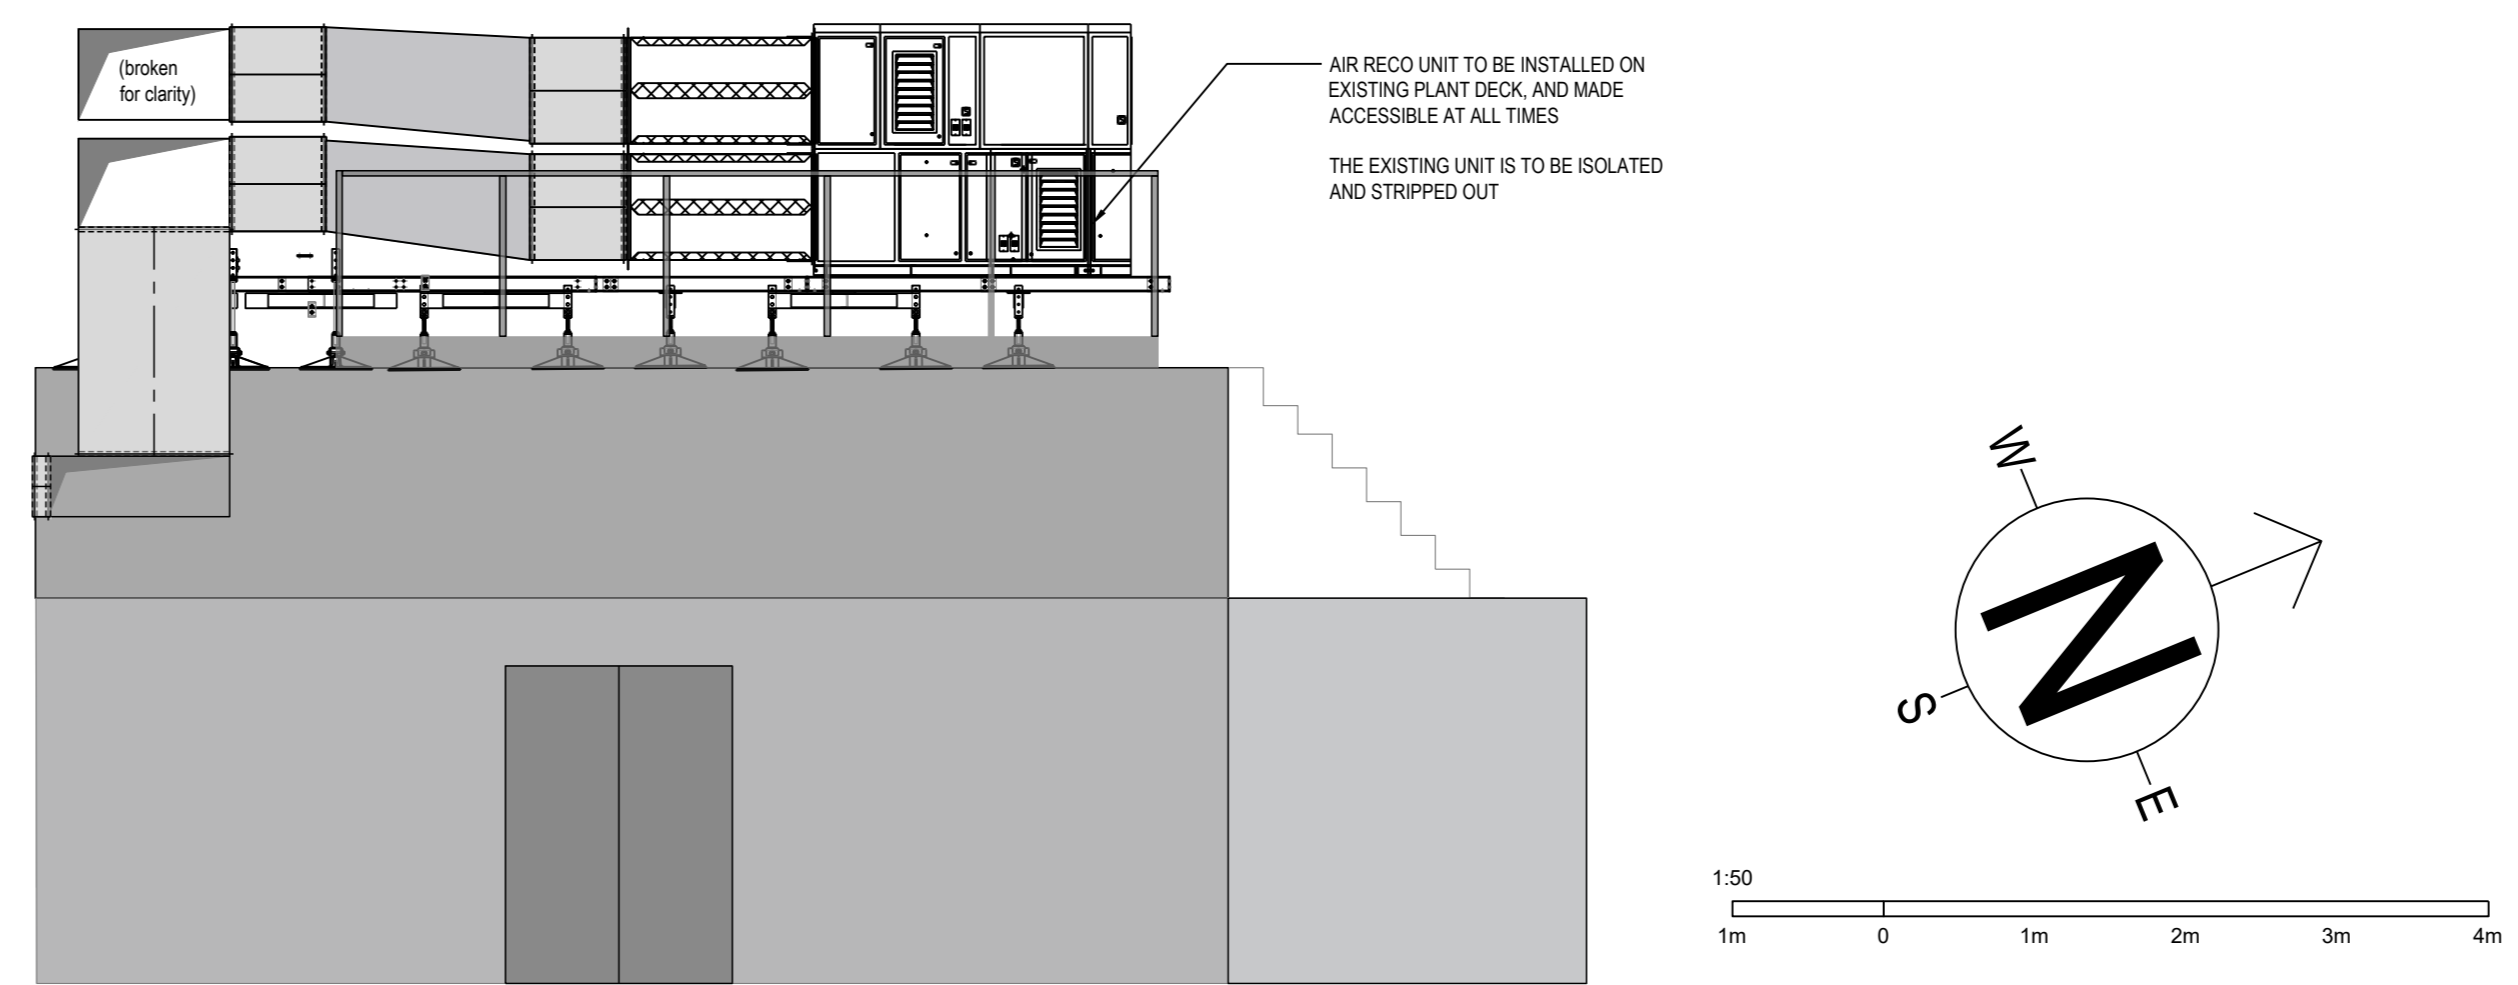 (broken
for clarity)
AIR RECO UNIT TO BE INSTALLED ON
EXISTING PLANT DECK, AND MADE
ACCESSIBLE AT ALL TIMES
THE EXISTING UNIT IS TO BE ISOLATED
AND STRIPPED OUT
W
N
S
E
1:50
1m 0 1m 2m 3m 4m